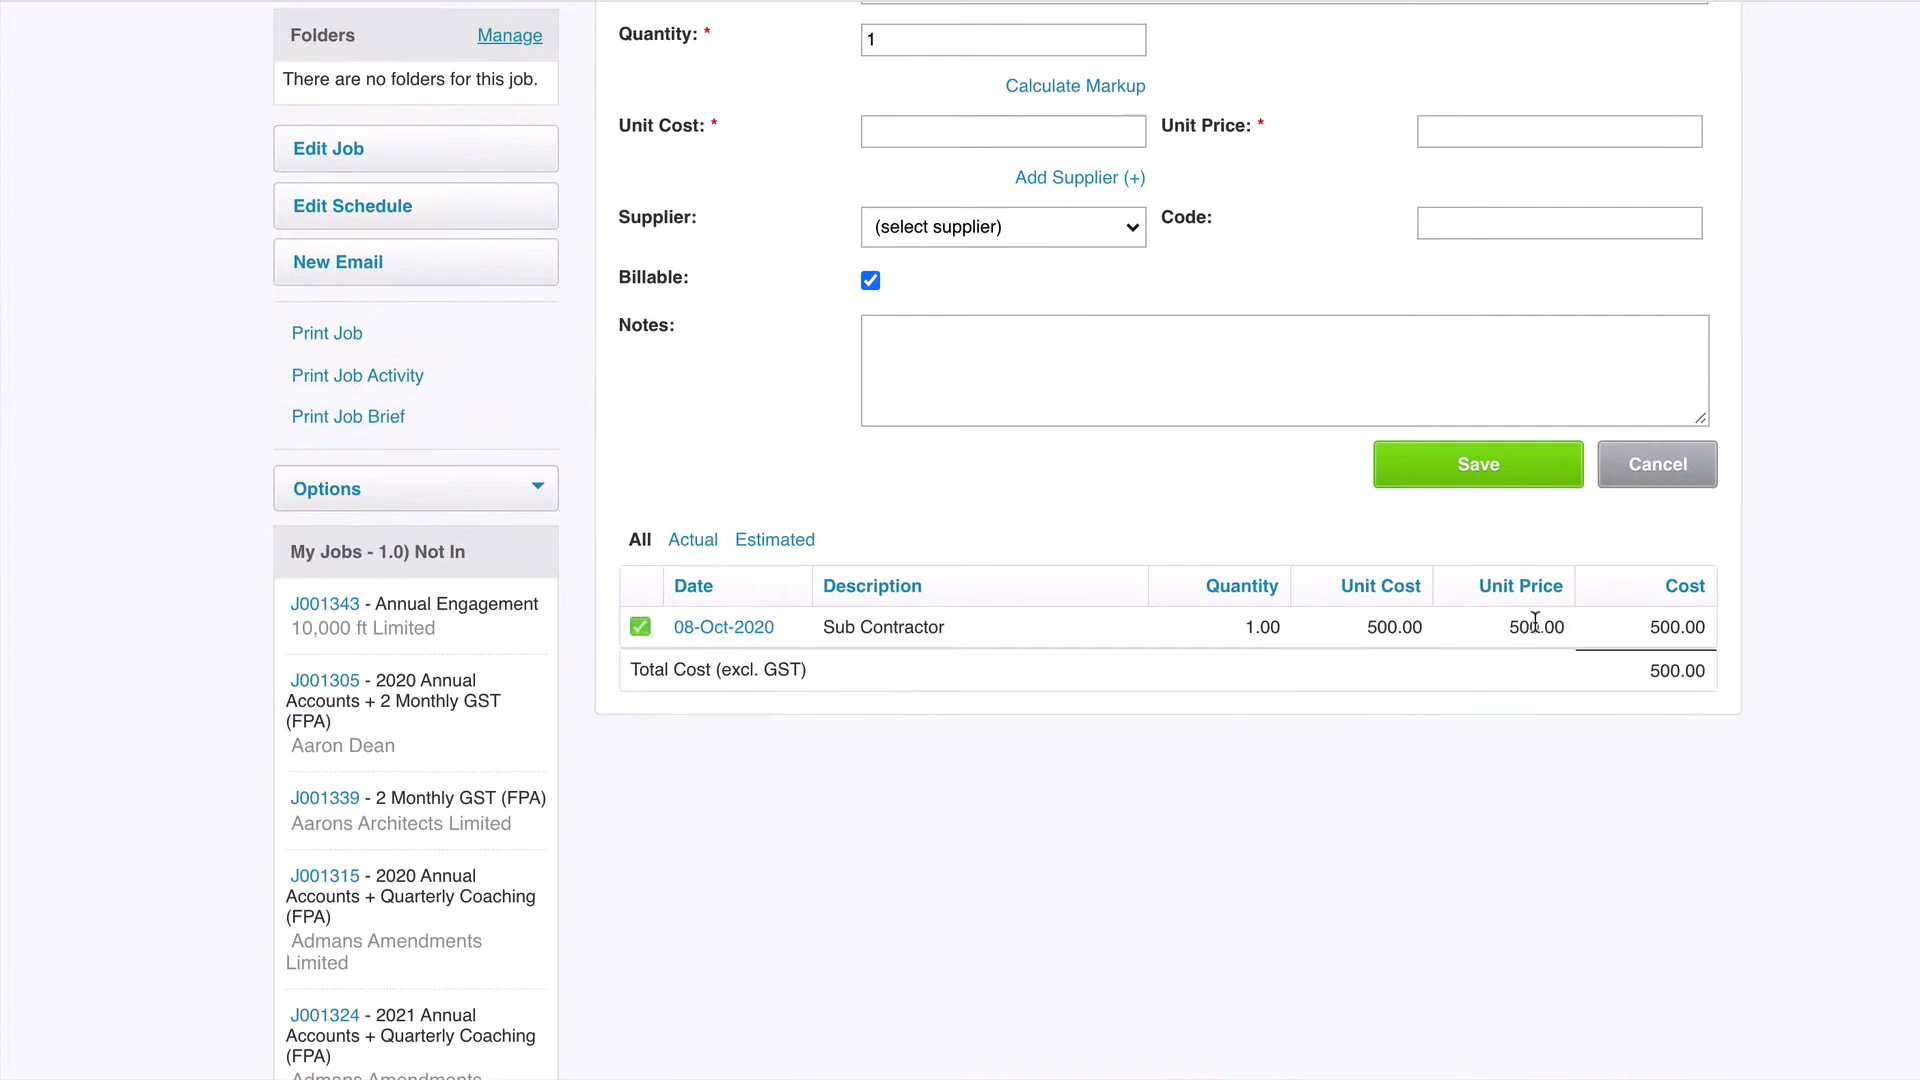 Folders
Manage
There are no folders for this job.
Edit Job
Edit Schedule
New Email
Print Job
Print Job Activity
Print Job Brief
Options
My Jobs - 1.0) Not In
J001343 - Annual Engagement
10,000 ft Limited
J001305 - 2020 Annual
Accounts + 2 Monthly GST
(FPA)
Aaron Dean
J001339 - 2 Monthly GST (FPA)
Aarons Architects Limited
J001315 - 2020 Annual
Accounts + Quarterly Coaching
(FPA)
Admans Amendments
Limited
J001324 - 2021 Annual
Accounts + Quarterly Coaching
(FPA)
Admans Amendments
Quantity: *
1
Calculate Markup
Unit Cost: *
Unit Price: *
Add Supplier (+)
Supplier:
(select supplier)
Code:
Billable:
Notes:
Save
Cancel
All Actual Estimated
Date Description Quantity Unit Cost Unit Price Cost
08-Oct-2020 Sub Contractor 1.00 500.00 500.00 500.00
Total Cost (excl. GST) 500.00